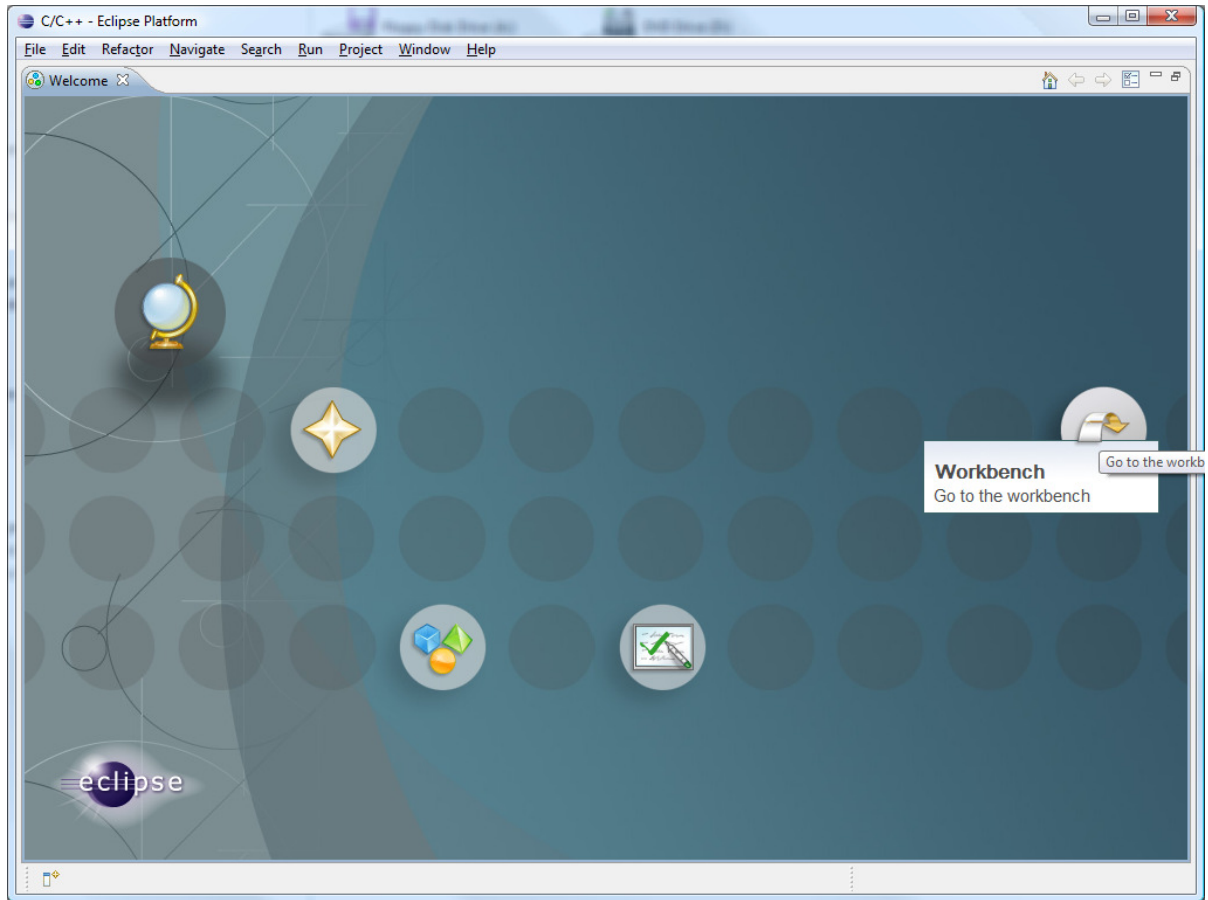 C/C++ - Eclipse Platform
File Edit Refactor Navigate Search Run Project Window Help
Welcome
Workbench
Go to the workb
Go to the workbench
eclipse